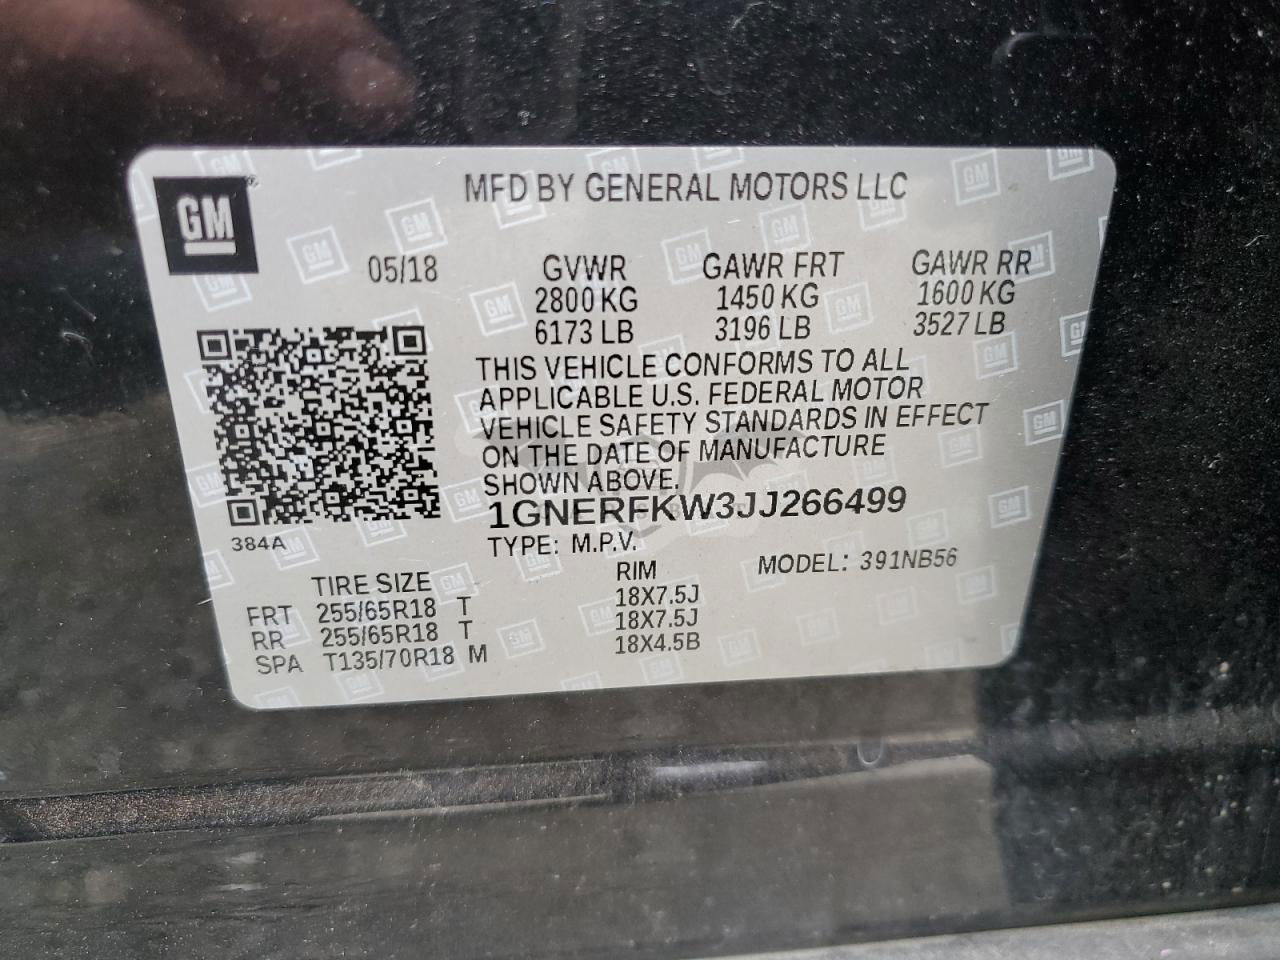 GM
MFD BY GENERAL MOTORS LLC
05/18
GVWR GAWR FRT GAWR RR
2800 KG 1450 KG 1600 KG
6173 LB 3196 LB 3527 LB
THIS VEHICLE CONFORMS TO ALL
APPLICABLE U.S. FEDERAL MOTOR
VEHICLE SAFETY STANDARDS IN EFFECT
ON THE DATE OF MANUFACTURE
SHOWN ABOVE.
1GNERFKW3JJ266499
384A
TYPE: M.P.V. MODEL: 391NB56
TIRE SIZE RIM
FRT 255/65R18 T 18X7.5J
RR 255/65R18 T 18X7.5J
SPA T135/70R18 M 18X4.5B